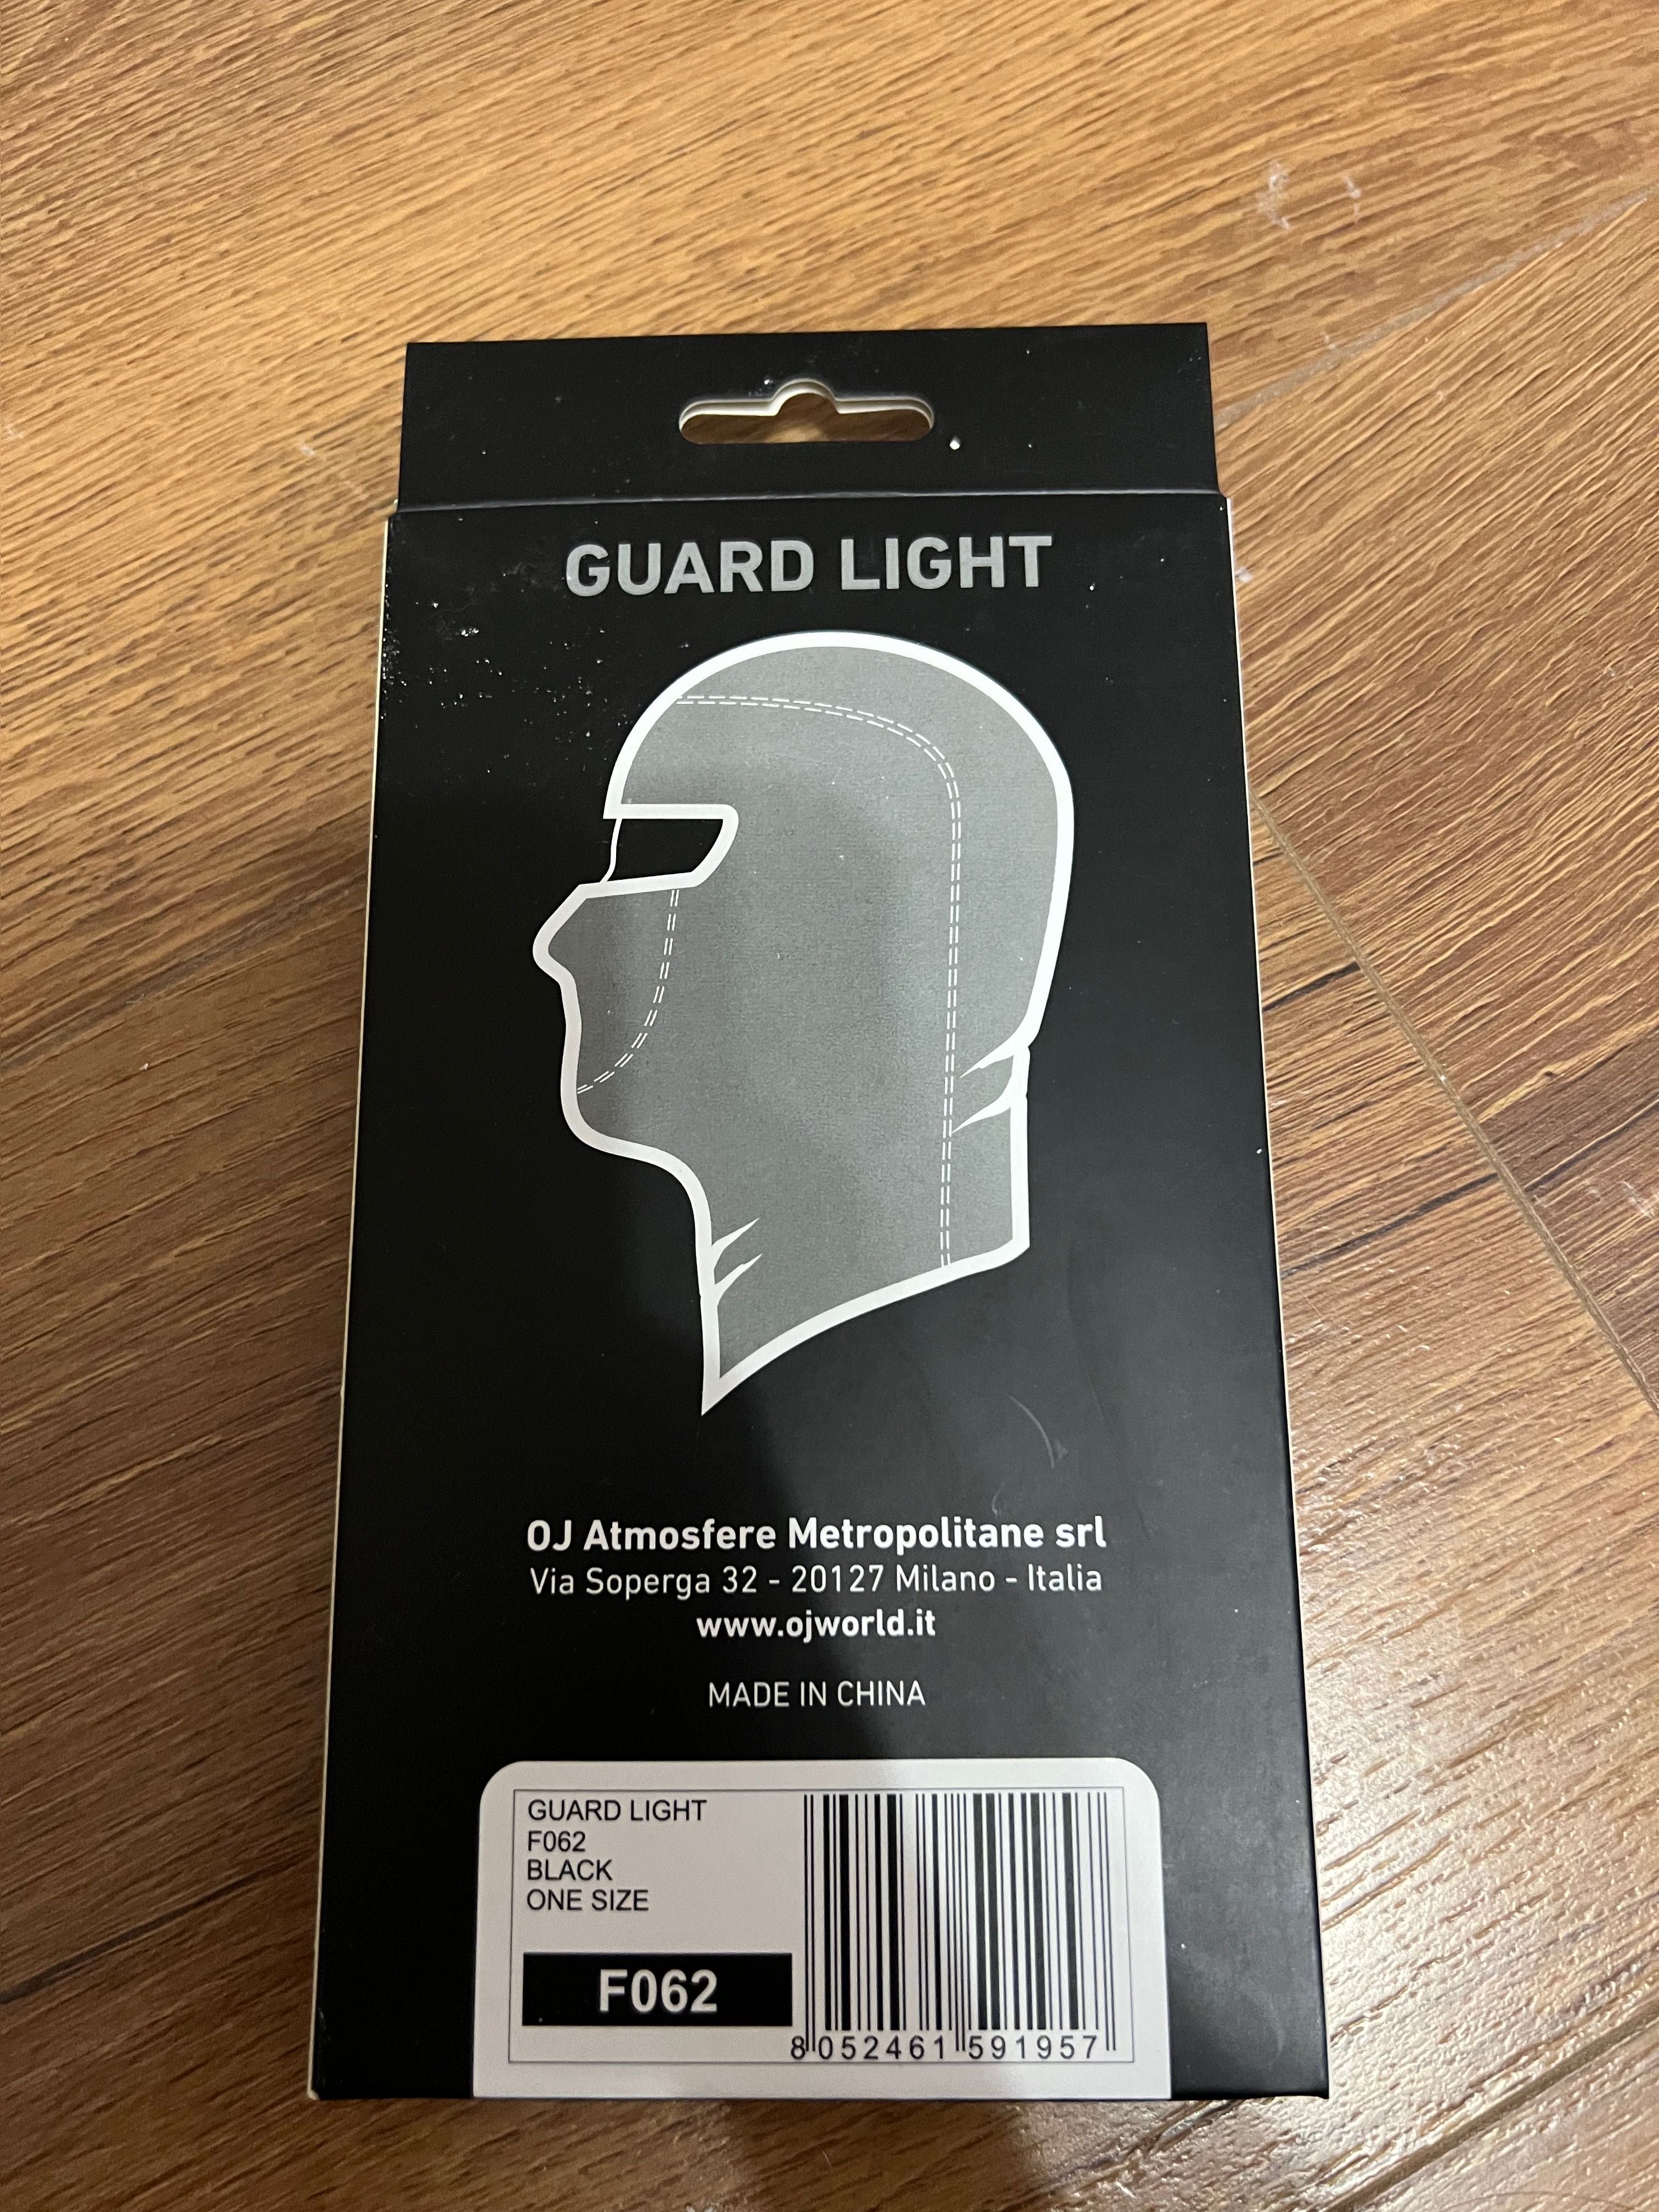 GUARD LIGHT
OJ Atmosfere Metropolitane srl
Via Soperga 32 - 20127 Milano - Italia
www.ojworld.it
MADE IN CHINA
GUARD LIGHT
F062
BLACK
ONE SIZE
F062
8 052461 591957